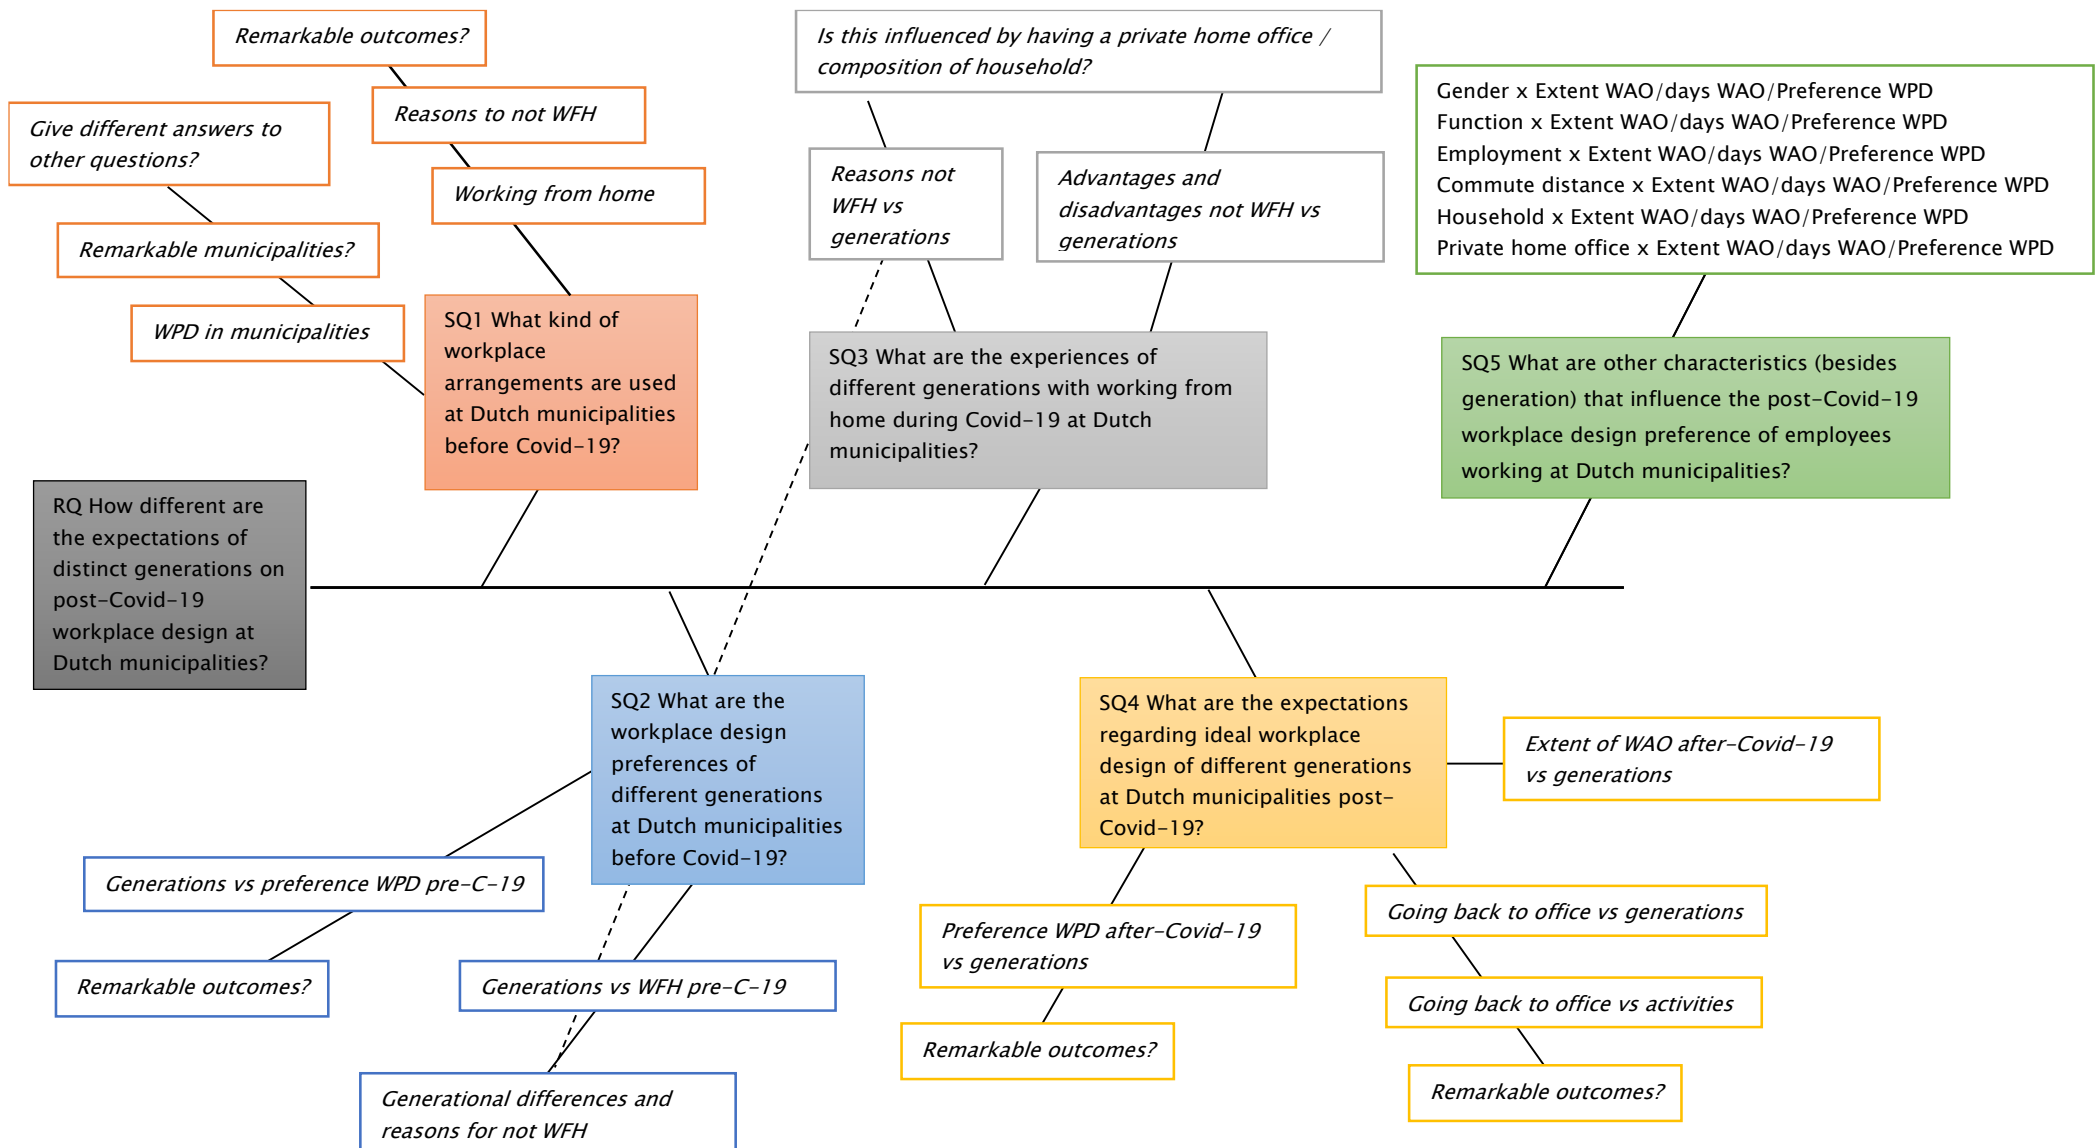 Remarkable outcomes?
Reasons to not WFH
Working from home
Give different answers to
other questions?
Remarkable municipalities?
WPD in municipalities
SQ1 What kind of
workplace
arrangements are used
at Dutch municipalities
before Covid-19?
Is this influenced by having a private home office /
composition of household?
Reasons not
WFH vs
generations
Advantages and
disadvantages not WFH vs
generations
SQ3 What are the experiences of
different generations with working from
home during Covid-19 at Dutch
municipalities?
Gender x Extent WAO/days WAO/Preference WPD
Function x Extent WAO/days WAO/Preference WPD
Employment x Extent WAO/days WAO/Preference WPD
Commute distance x Extent WAO/days WAO/Preference WPD
Household x Extent WAO/days WAO/Preference WPD
Private home office x Extent WAO/days WAO/Preference WPD
SQ5 What are other characteristics (besides
generation) that influence the post-Covid-19
workplace design preference of employees
working at Dutch municipalities?
RQ How different are
the expectations of
distinct generations on
post-Covid-19
workplace design at
Dutch municipalities?
SQ2 What are the
workplace design
preferences of
different generations
at Dutch municipalities
before Covid-19?
Generations vs preference WPD pre-C-19
Remarkable outcomes?
Generations vs WFH pre-C-19
Generational differences and
reasons for not WFH
SQ4 What are the expectations
regarding ideal workplace
design of different generations
at Dutch municipalities post-
Covid-19?
Extent of WAO after-Covid-19
vs generations
Preference WPD after-Covid-19
vs generations
Remarkable outcomes?
Going back to office vs generations
Going back to office vs activities
Remarkable outcomes?